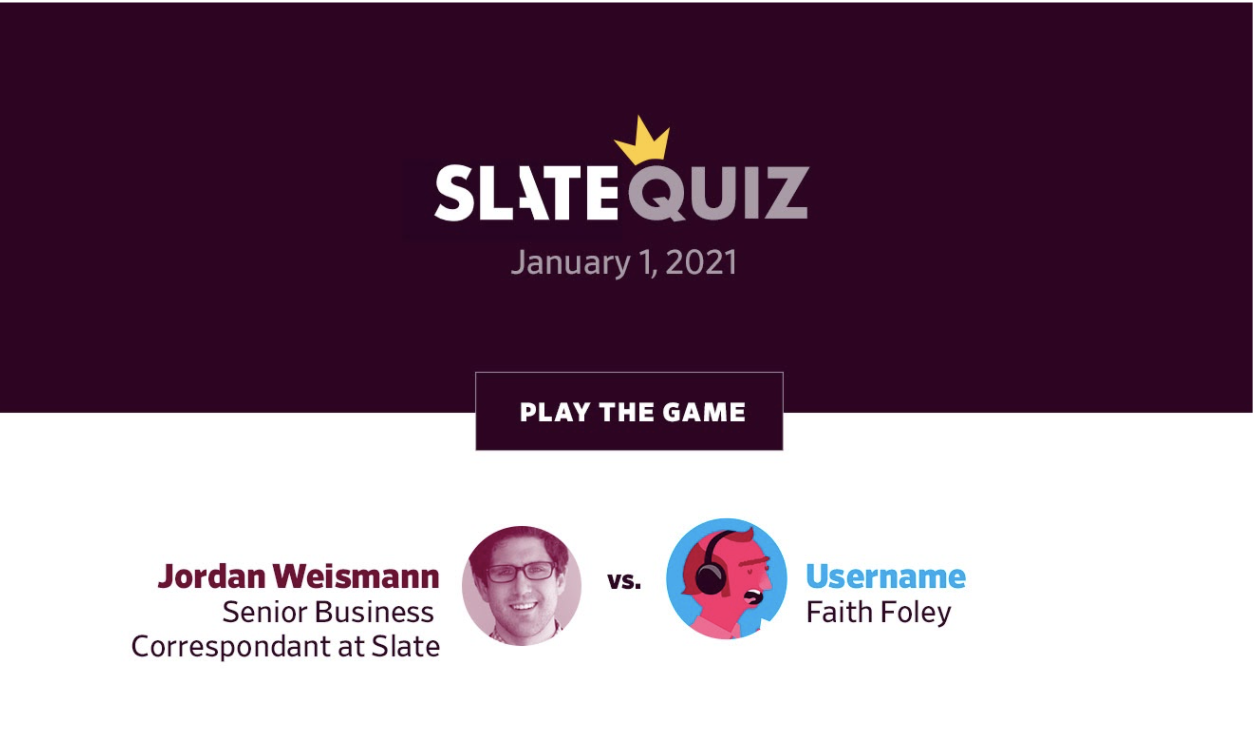 SLATE QUIZ
January 1, 2021
PLAY THE GAME
Jordan Weismann
Senior Business
Correspondant at Slate
vs.
Username
Faith Foley